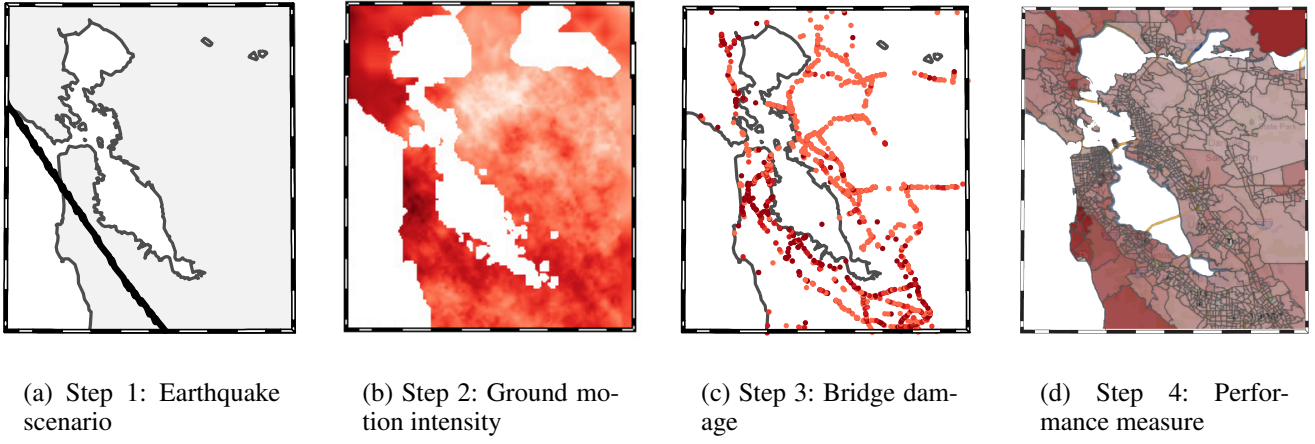 (a) Step 1: Earthquake
scenario
(b) Step 2: Ground mo-
tion intensity
(c) Step 3: Bridge dam-
age
(d) Step 4: Perfor-
mance measure